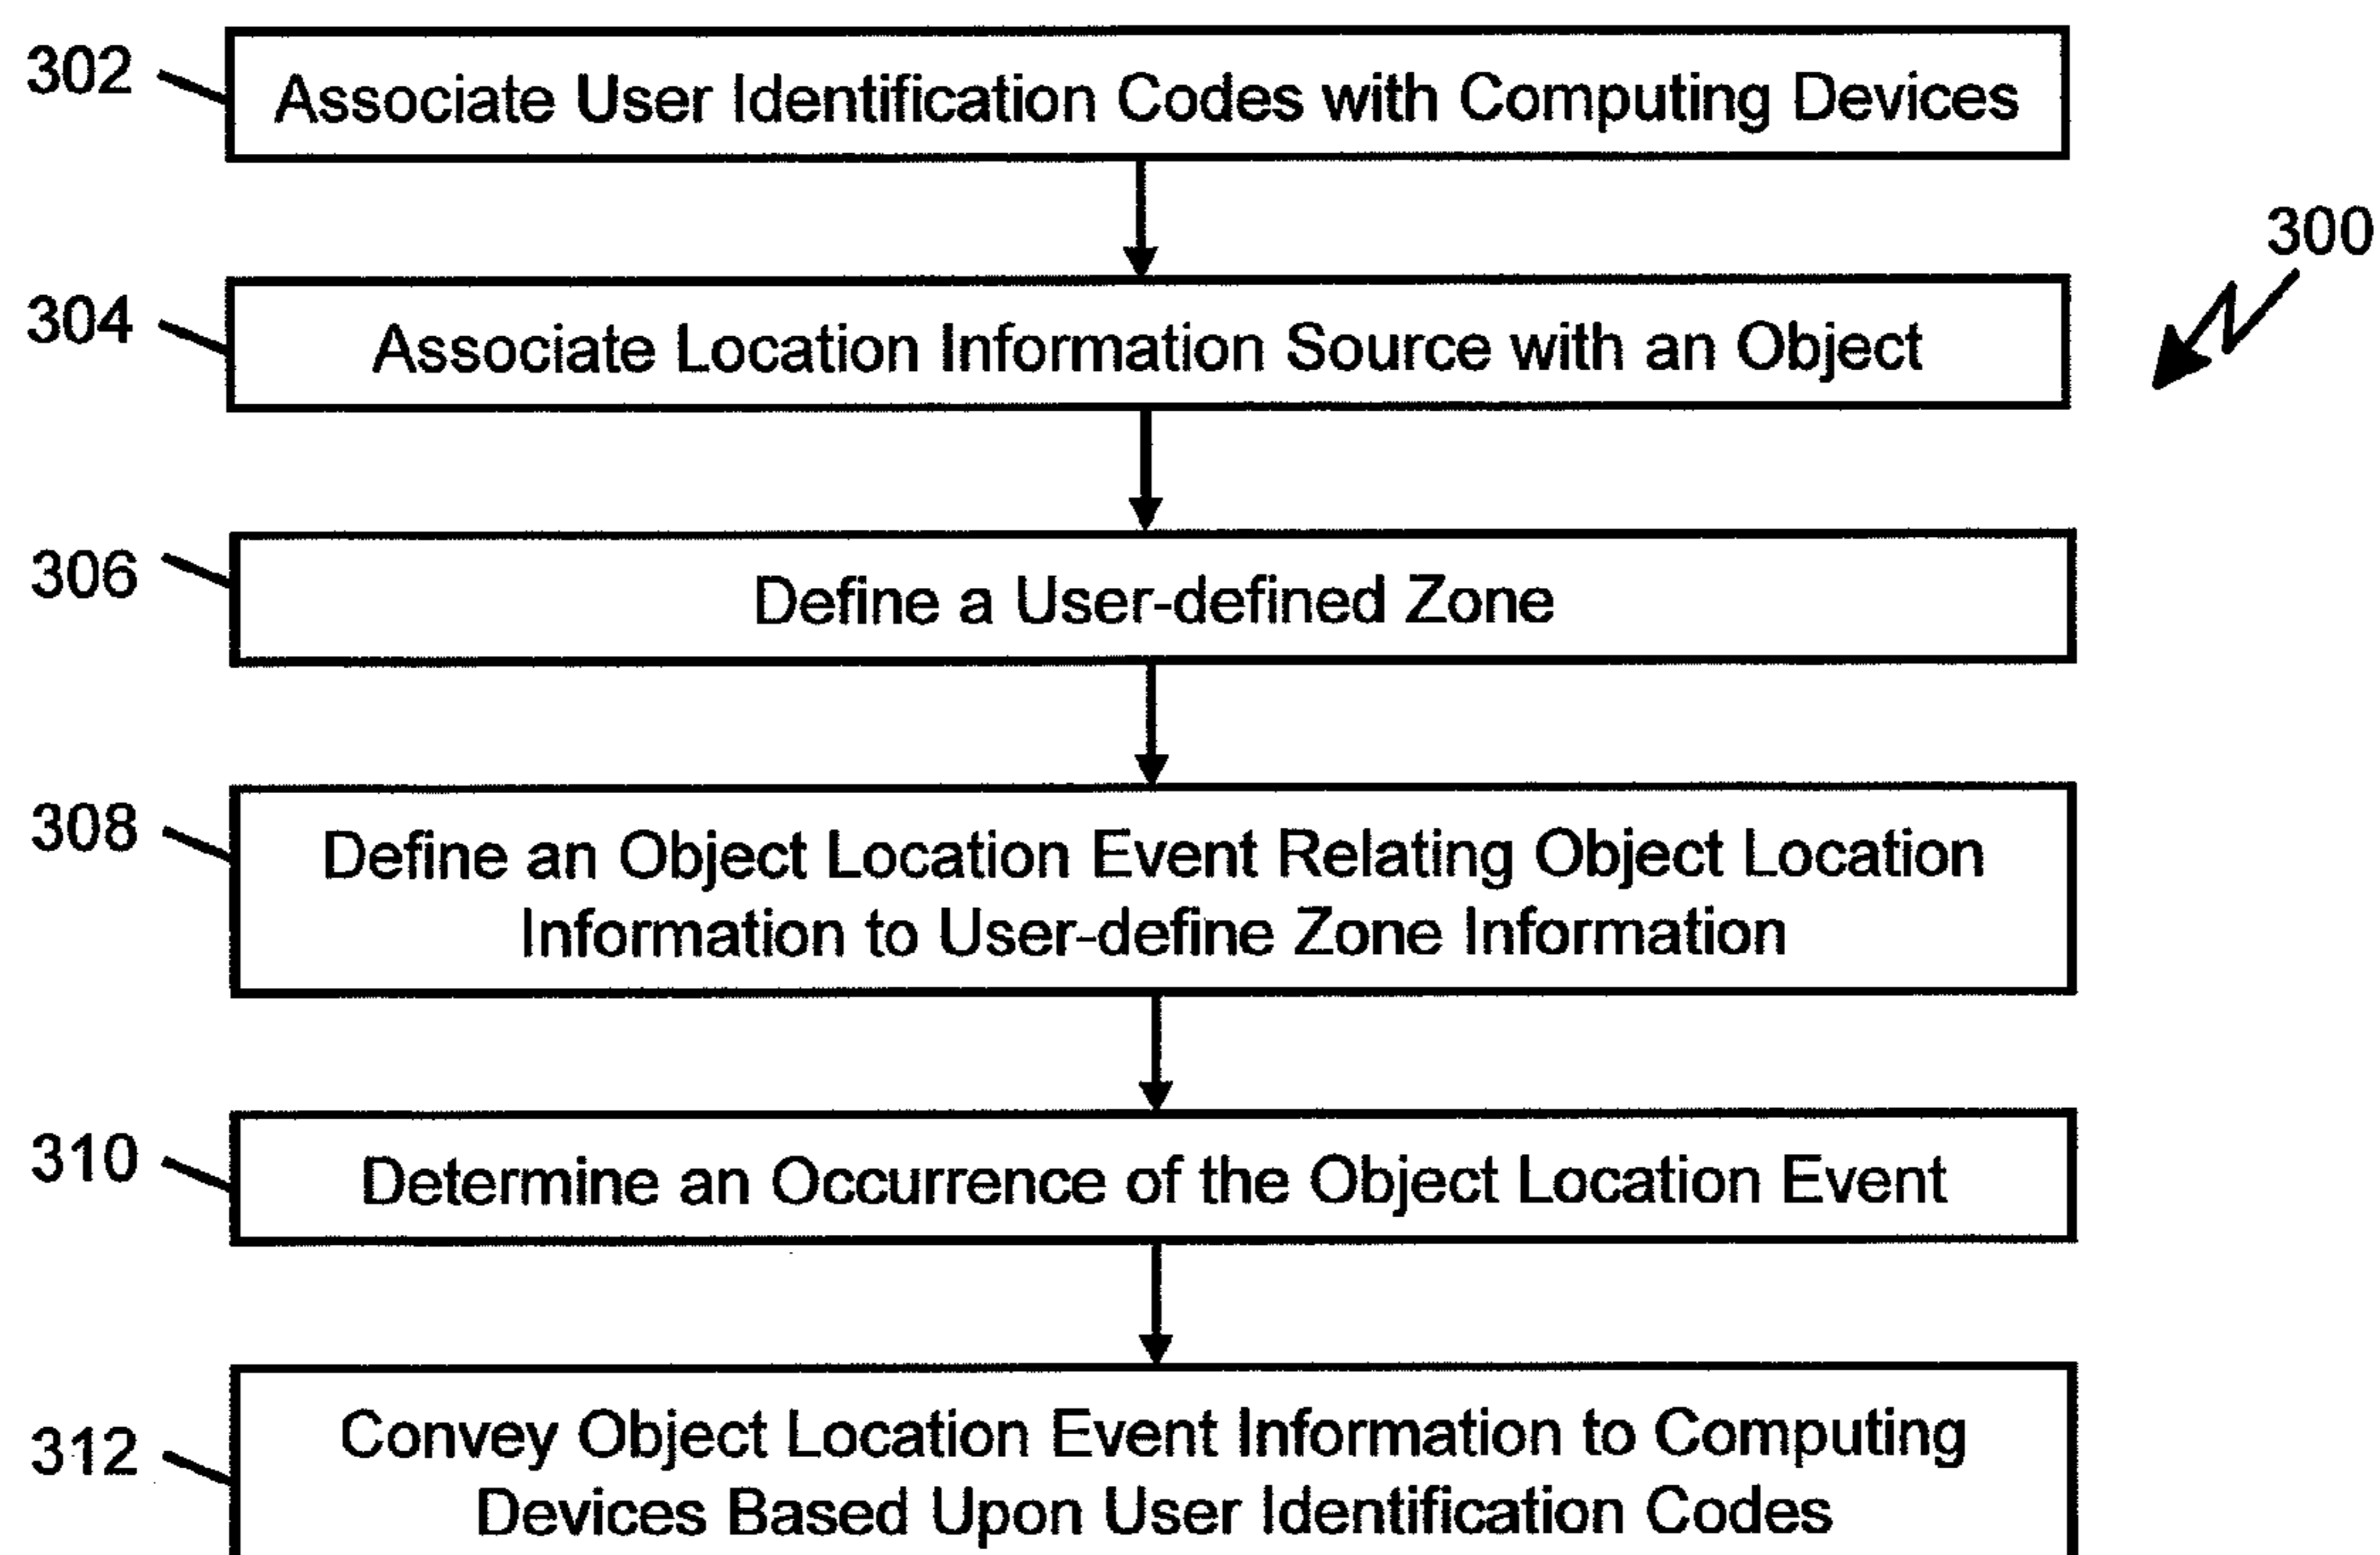 302
Associate User Identification Codes with Computing Devices
300
304
Associate Location Information Source with an Object
306
Define a User-defined Zone
308
Define an Object Location Event Relating Object Location
Information to User-define Zone Information
310
Determine an Occurrence of the Object Location Event
312
Convey Object Location Event Information to Computing
Devices Based Upon User Identification Codes